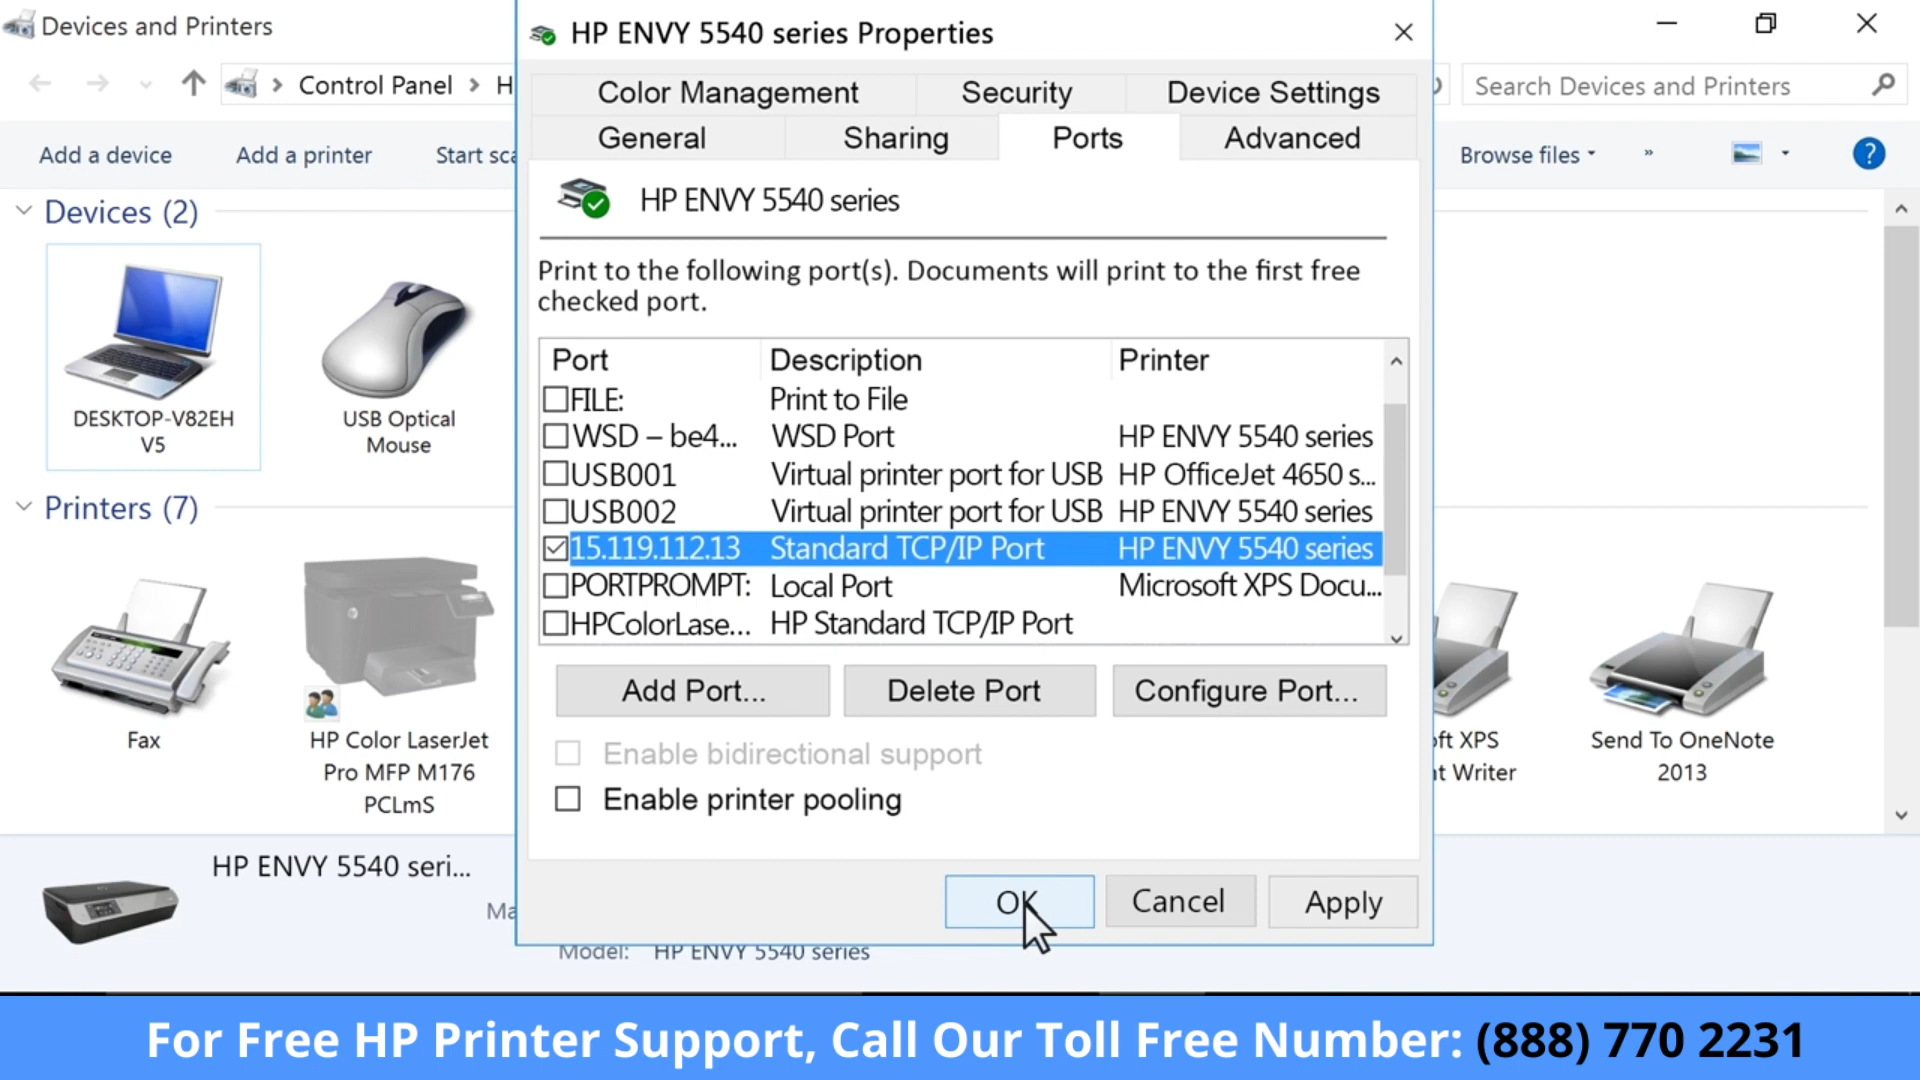 Devices and Printers
HP ENVY 5540 series Properties
Control Panel
H
Search Devices and Printers
Color Management
Security
Device Settings
General
Sharing
Ports
Advanced
Add a device
Add a printer
Start sca
Browse files
»
?
HP ENVY 5540 series
Devices (2)
Print to the following port(s). Documents will print to the first free
checked port.
Port Description Printer
FILE: Print to File
WSD – be4... WSD Port HP ENVY 5540 series
USB001 Virtual printer port for USB HP OfficeJet 4650 s...
USB002 Virtual printer port for USB HP ENVY 5540 series
15.119.112.13 Standard TCP/IP Port HP ENVY 5540 series
PORTPROMPT: Local Port Microsoft XPS Docu...
HPColorLase... HP Standard TCP/IP Port
DESKTOP-V82EH
V5
USB Optical
Mouse
Printers (7)
Add Port...
Delete Port
Configure Port...
Enable bidirectional support
Enable printer pooling
Fax
HP Color LaserJet
Pro MFP M176
PCLmS
oft XPS
nt Writer
Send To OneNote
2013
HP ENVY 5540 seri...
OK
Cancel
Apply
Ma
Model: HP ENVY 5540 series
For Free HP Printer Support, Call Our Toll Free Number: (888) 770 2231